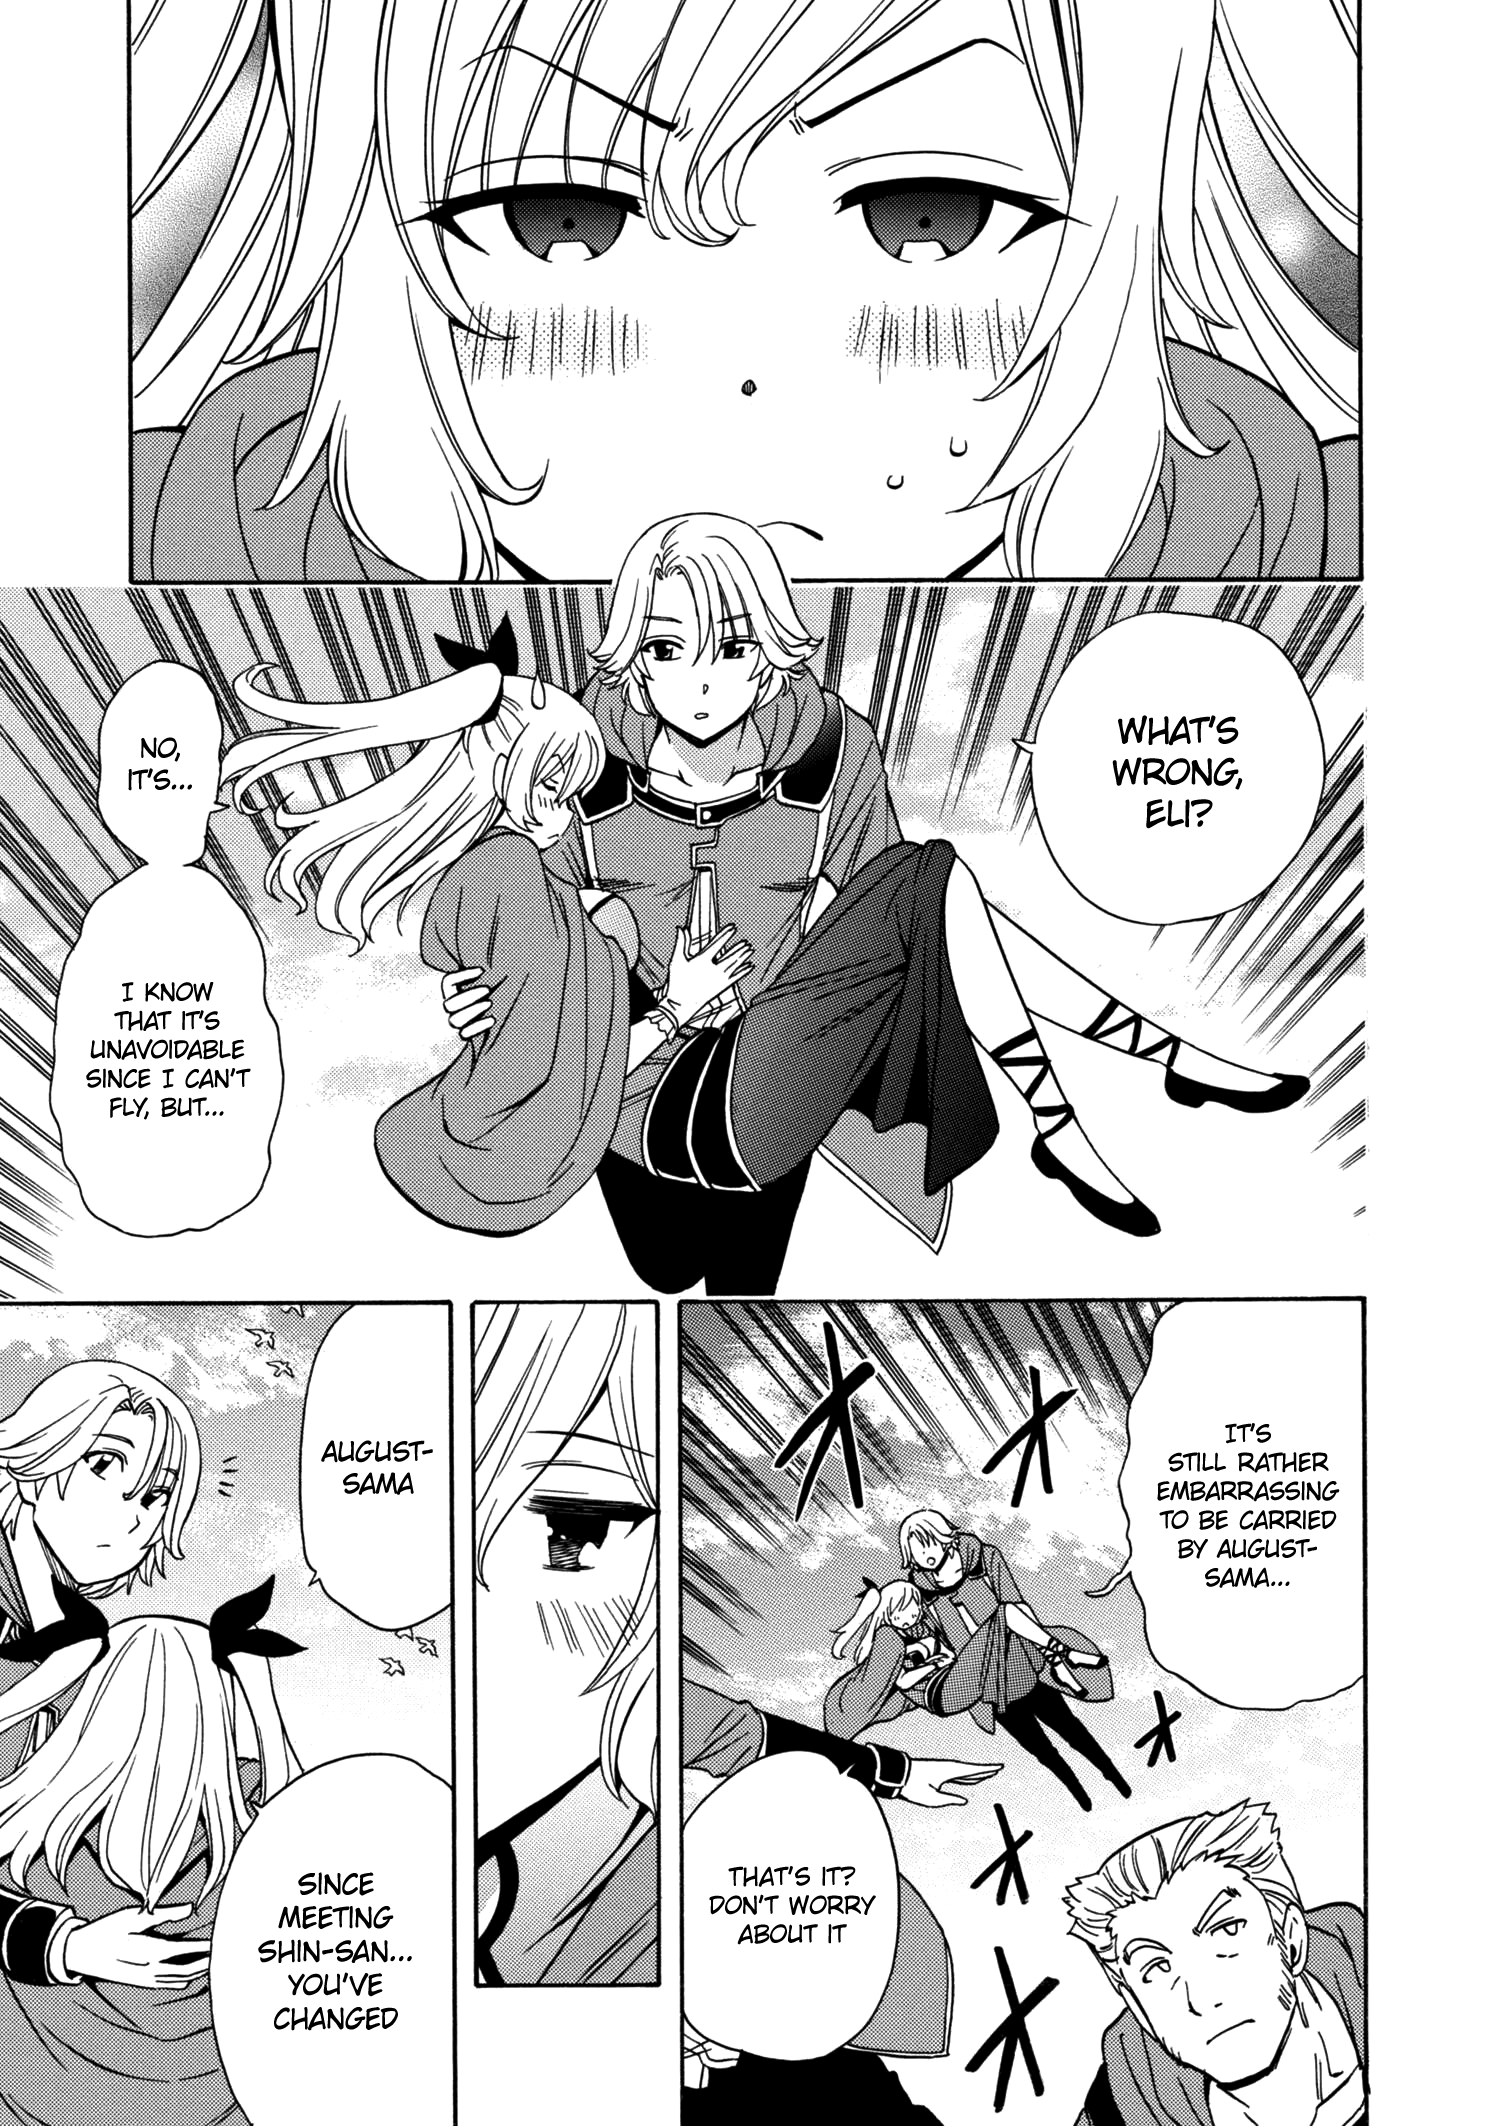 WHAT'S
WRONG,
ELI?
NO,
IT'S...
I KNOW
THAT IT'S
UNAVOIDABLE
SINCE I CAN'T
FLY, BUT...
IT'S
STILL RATHER
EMBARRASSING
TO BE CARRIED
BY AUGUST-
SAMA...
THAT'S IT?
DON'T WORRY
ABOUT IT
AUGUST-
SAMA
SINCE
MEETING
SHIN-SAN...
YOU'VE
CHANGED